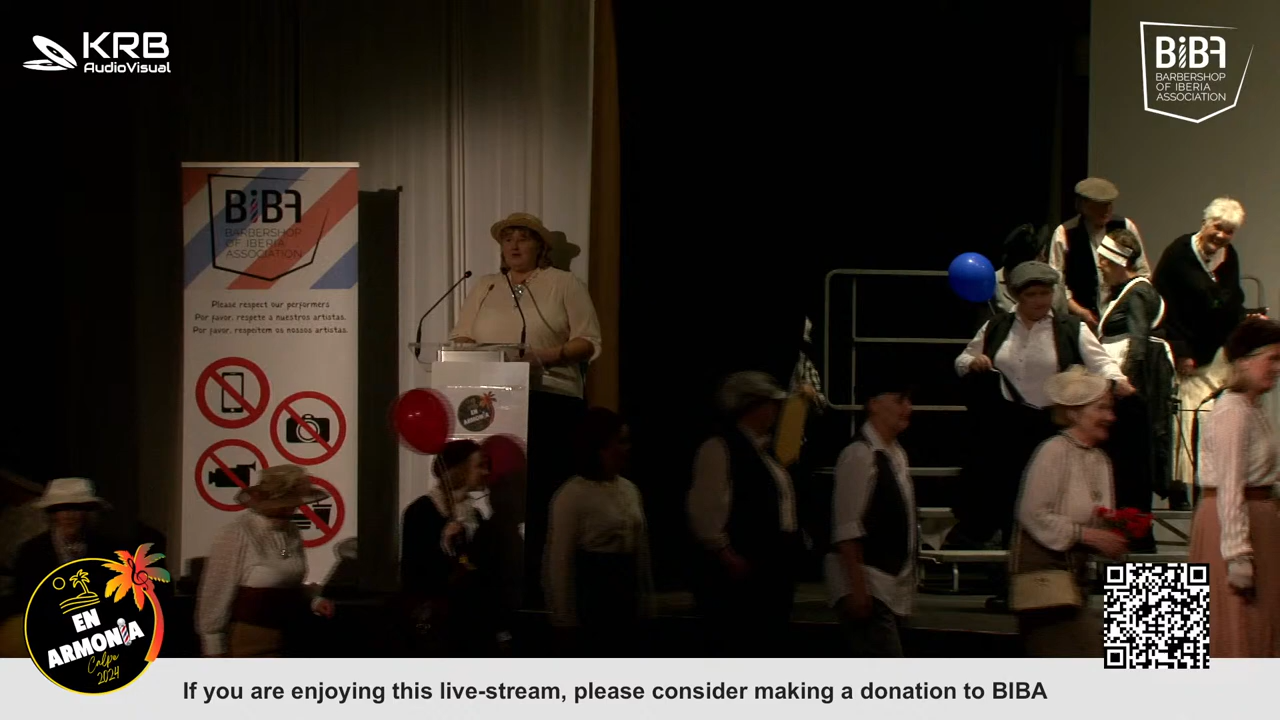 KRB
AudioVisual
BiBA
BARBERSHOP
OF IBERIA
ASSOCIATION
BiBA
BARBERSHOP
OF IBERIA
ASSOCIATION
Please respect our performers
Por favor, respete a nuestros artistas.
Por favor, respeitem os nossos artistas.
EN
ARMONIA
EN
ARMONIA
Calpe
2024
If you are enjoying this live-stream, please consider making a donation to BIBA